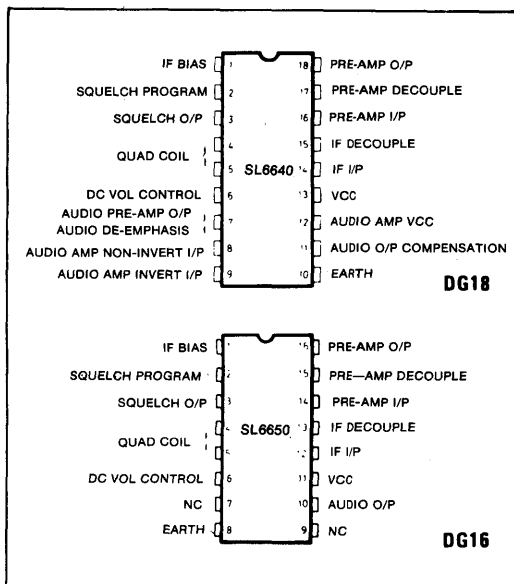 IF BIAS 1 18 PRE-AMP O/P
SQUELCH PROGRAM 2 17 PRE-AMP DECOUPLE
SQUELCH O/P 3 16 PRE-AMP I/P
4 15 IF DECOUPLE
QUAD COIL
5 SL6640 14 IF I/P
DC VOL CONTROL 6 13 VCC
AUDIO PRE-AMP O/P
AUDIO DE-EMPHASIS 7 12 AUDIO AMP VCC
AUDIO AMP NON-INVERT I/P 8 11 AUDIO O/P COMPENSATION
AUDIO AMP INVERT I/P 9 10 EARTH
DG18
IF BIAS 1 16 PRE-AMP O/P
SQUELCH PROGRAM 2 15 PRE—AMP DECOUPLE
SQUELCH O/P 3 14 PRE-AMP I/P
4 SL6650 13 IF DECOUPLE
QUAD COIL
5 12 IF I/P
DC VOL CONTROL 6 11 VCC
NC 7 10 AUDIO O/P
EARTH 8 9 NC
DG16